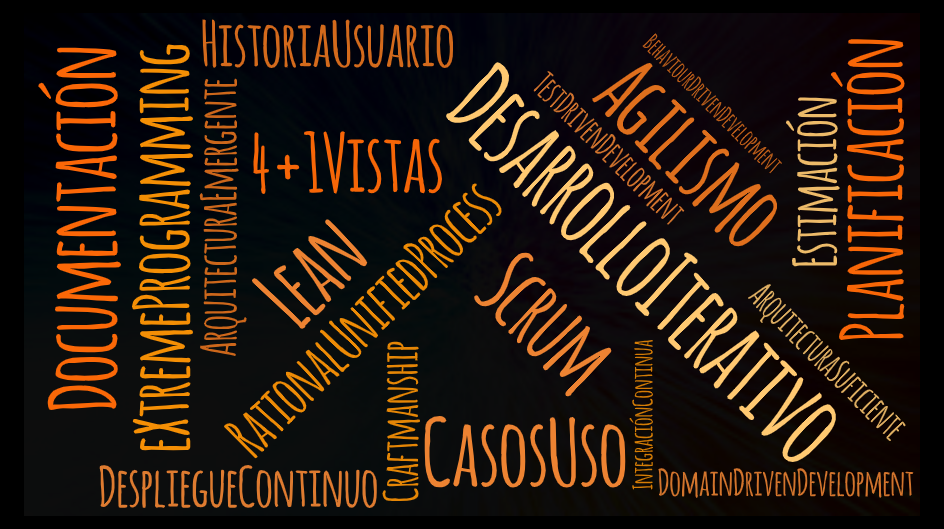 HistoriaUsuario
Documentación
eXtremeProgramming
ArquitecturaEmergente
4+1Vistas
Lean
RationalUnifiedProcess
DesarrolloIterativo
TestDrivenDevelopment
Agilismo
BehaviourDrivenDevelopment
Estimación
Planificación
Scrum
ArquitecturaSuficiente
Craftmanship
CasosUso
IntegraciónContinua
DespliegueContinuo
DomainDrivenDevelopment